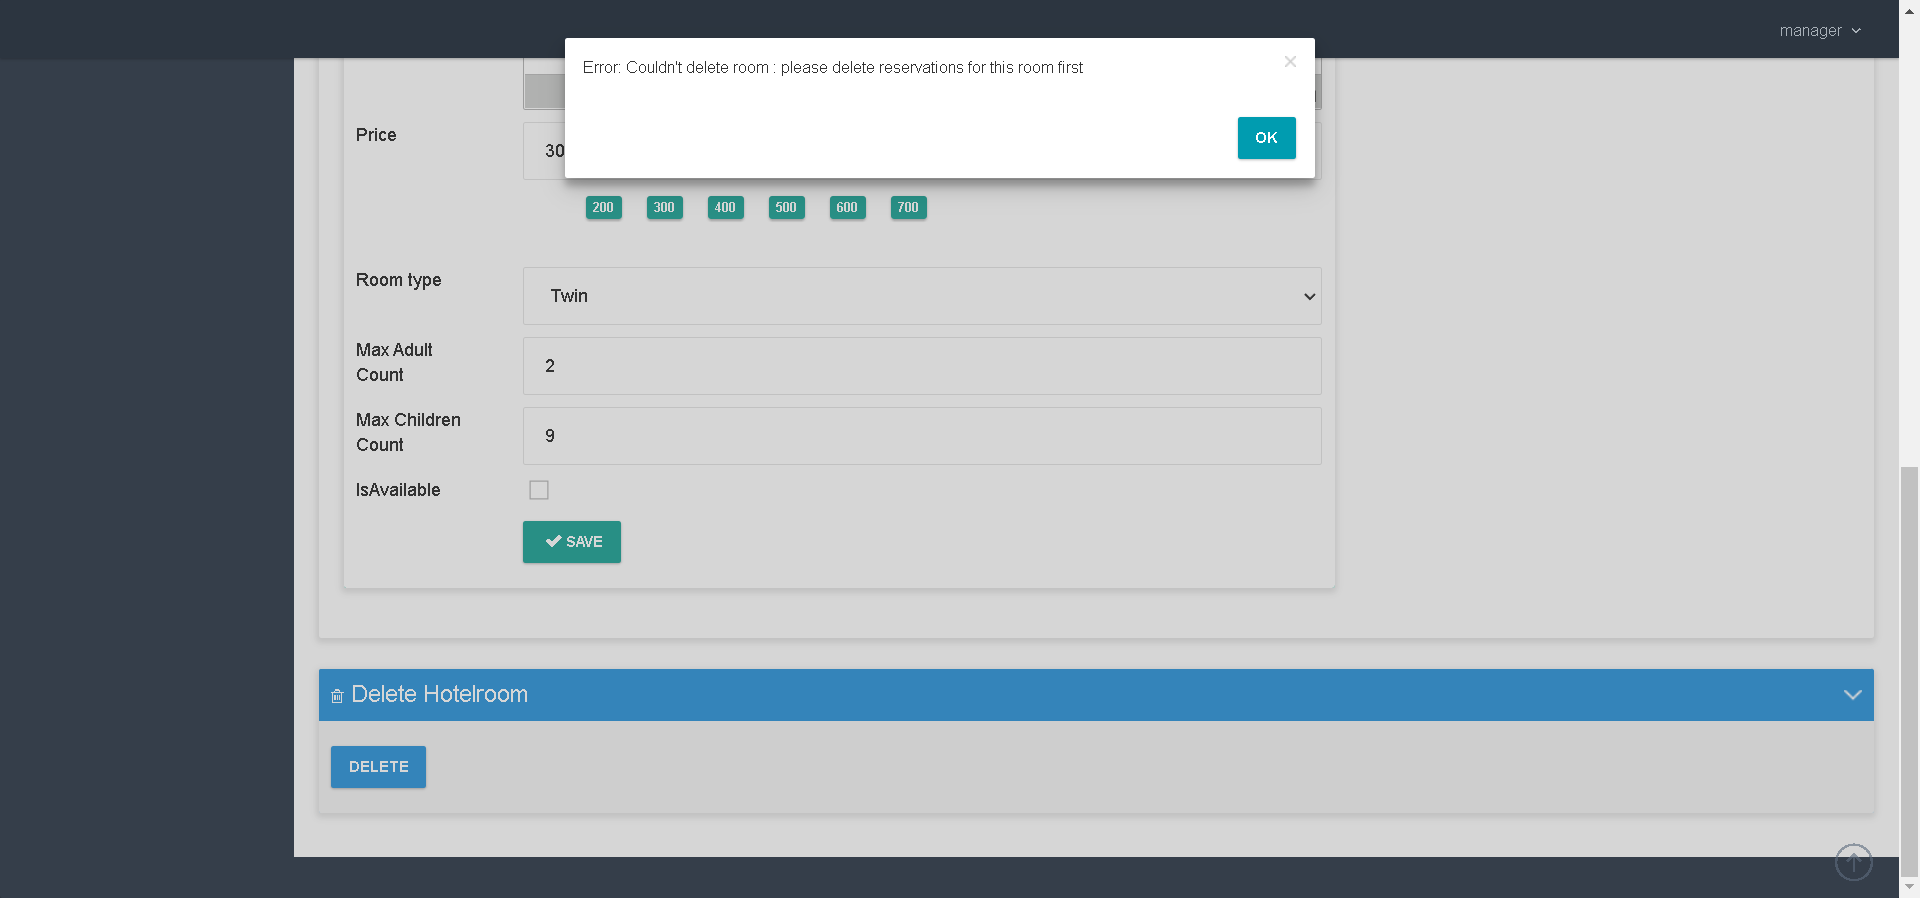 manager
Error: Couldn't delete room : please delete reservations for this room first
×
OK
Price
30
200 300 400 500 600 700
Room type
Twin
Max Adult
Count
2
Max Children
Count
9
IsAvailable
SAVE
Delete Hotelroom
DELETE